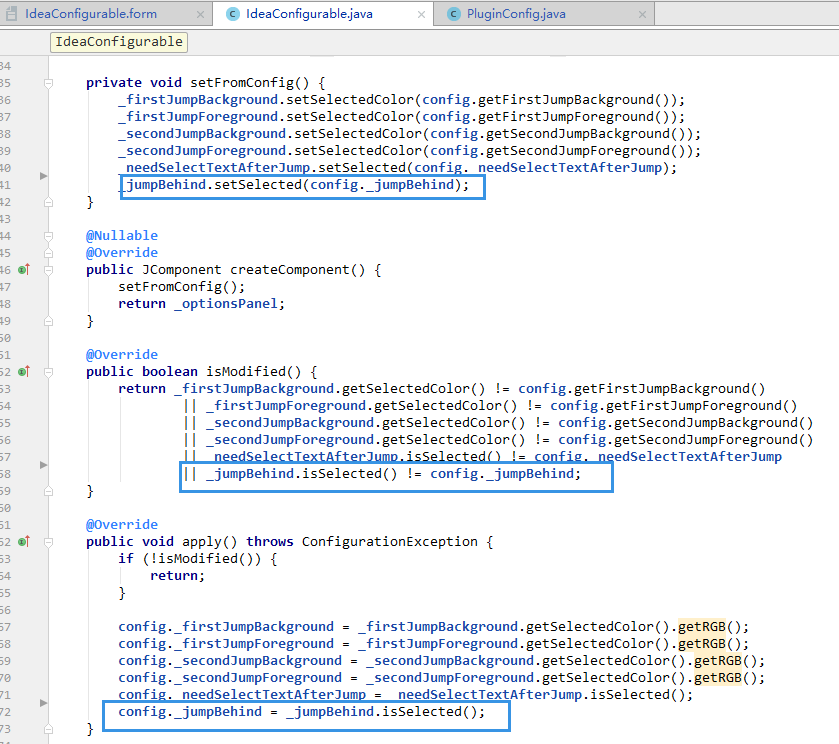 IdeaConfigurable.form
IdeaConfigurable.java
PluginConfig.java
IdeaConfigurable
34
35 private void setFromConfig() {
36 _firstJumpBackground.setSelectedColor(config.getFirstJumpBackground());
37 _firstJumpForeground.setSelectedColor(config.getFirstJumpForeground());
38 _secondJumpBackground.setSelectedColor(config.getSecondJumpBackground());
39 _secondJumpForeground.setSelectedColor(config.getSecondJumpForeground());
40 _needSelectTextAfterJump.setSelected(config._needSelectTextAfterJump);
41 _jumpBehind.setSelected(config._jumpBehind);
42 }
43
44 @Nullable
45 @Override
46 public JComponent createComponent() {
47 setFromConfig();
48 return _optionsPanel;
49 }
50
51 @Override
52 public boolean isModified() {
53 return _firstJumpBackground.getSelectedColor() != config.getFirstJumpBackground()
54 || _firstJumpForeground.getSelectedColor() != config.getFirstJumpForeground()
55 || _secondJumpBackground.getSelectedColor() != config.getSecondJumpBackground()
56 || _secondJumpForeground.getSelectedColor() != config.getSecondJumpForeground()
57 || _needSelectTextAfterJump.isSelected() != config._needSelectTextAfterJump
58 || _jumpBehind.isSelected() != config._jumpBehind;
59 }
60
61 @Override
62 public void apply() throws ConfigurationException {
63 if (!isModified()) {
64 return;
65 }
66
67 config._firstJumpBackground = _firstJumpBackground.getSelectedColor().getRGB();
68 config._firstJumpForeground = _firstJumpForeground.getSelectedColor().getRGB();
69 config._secondJumpBackground = _secondJumpBackground.getSelectedColor().getRGB();
70 config._secondJumpForeground = _secondJumpForeground.getSelectedColor().getRGB();
71 config._needSelectTextAfterJump = _needSelectTextAfterJump.isSelected();
72 config._jumpBehind = _jumpBehind.isSelected();
73 }